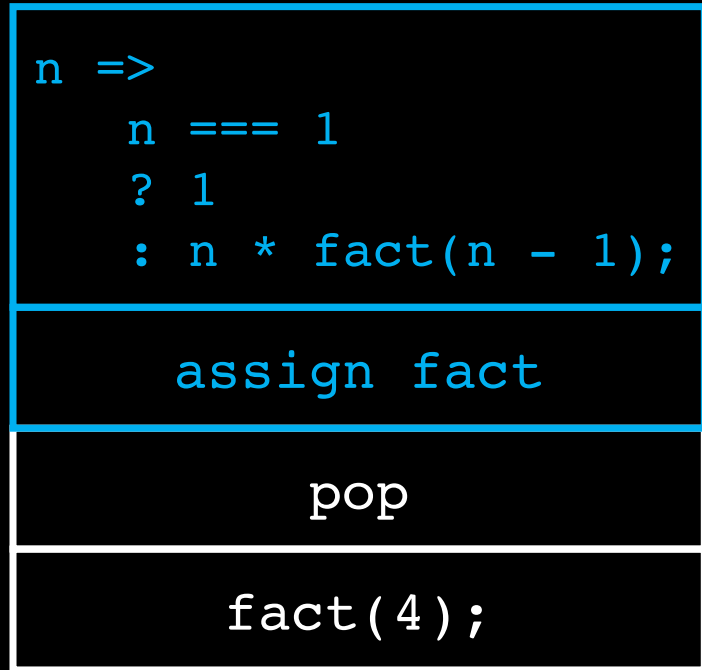 n =>
n === 1
? 1
: n * fact(n - 1);
assign fact
pop
fact(4);